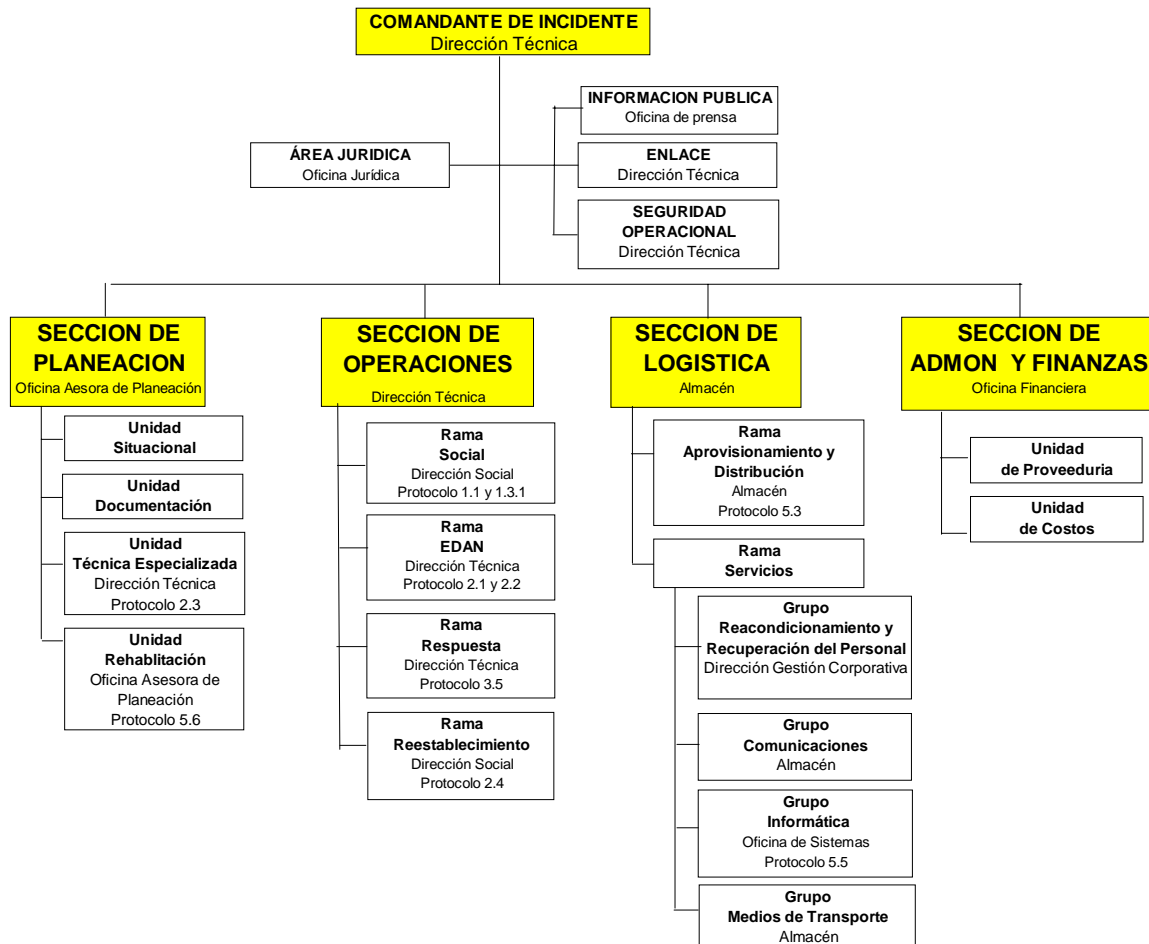 COMANDANTE DE INCIDENTE
Dirección Técnica
INFORMACION PUBLICA
Oficina de prensa
ÁREA JURIDICA
Oficina Jurídica
ENLACE
Dirección Técnica
SEGURIDAD
OPERACIONAL
Dirección Técnica
SECCION DE
PLANEACION
Oficina Aesora de Planeación
Unidad
Situacional
Unidad
Documentación
Unidad
Técnica Especializada
Dirección Técnica
Protocolo 2.3
Unidad
Rehablitación
Oficina Asesora de
Planeación
Protocolo 5.6
SECCION DE
OPERACIONES
Dirección Técnica
Rama
Social
Dirección Social
Protocolo 1.1 y 1.3.1
Rama
EDAN
Dirección Técnica
Protocolo 2.1 y 2.2
Rama
Respuesta
Dirección Técnica
Protocolo 3.5
Rama
Reestablecimiento
Dirección Social
Protocolo 2.4
SECCION DE
LOGISTICA
Almacén
Rama
Aprovisionamiento y
Distribución
Almacén
Protocolo 5.3
Rama
Servicios
Grupo
Reacondicionamiento y
Recuperación del Personal
Dirección Gestión Corporativa
Grupo
Comunicaciones
Almacén
Grupo
Informática
Oficina de Sistemas
Protocolo 5.5
Grupo
Medios de Transporte
Almacén
SECCION DE
ADMON Y FINANZAS
Oficina Financiera
Unidad
de Proveeduria
Unidad
de Costos